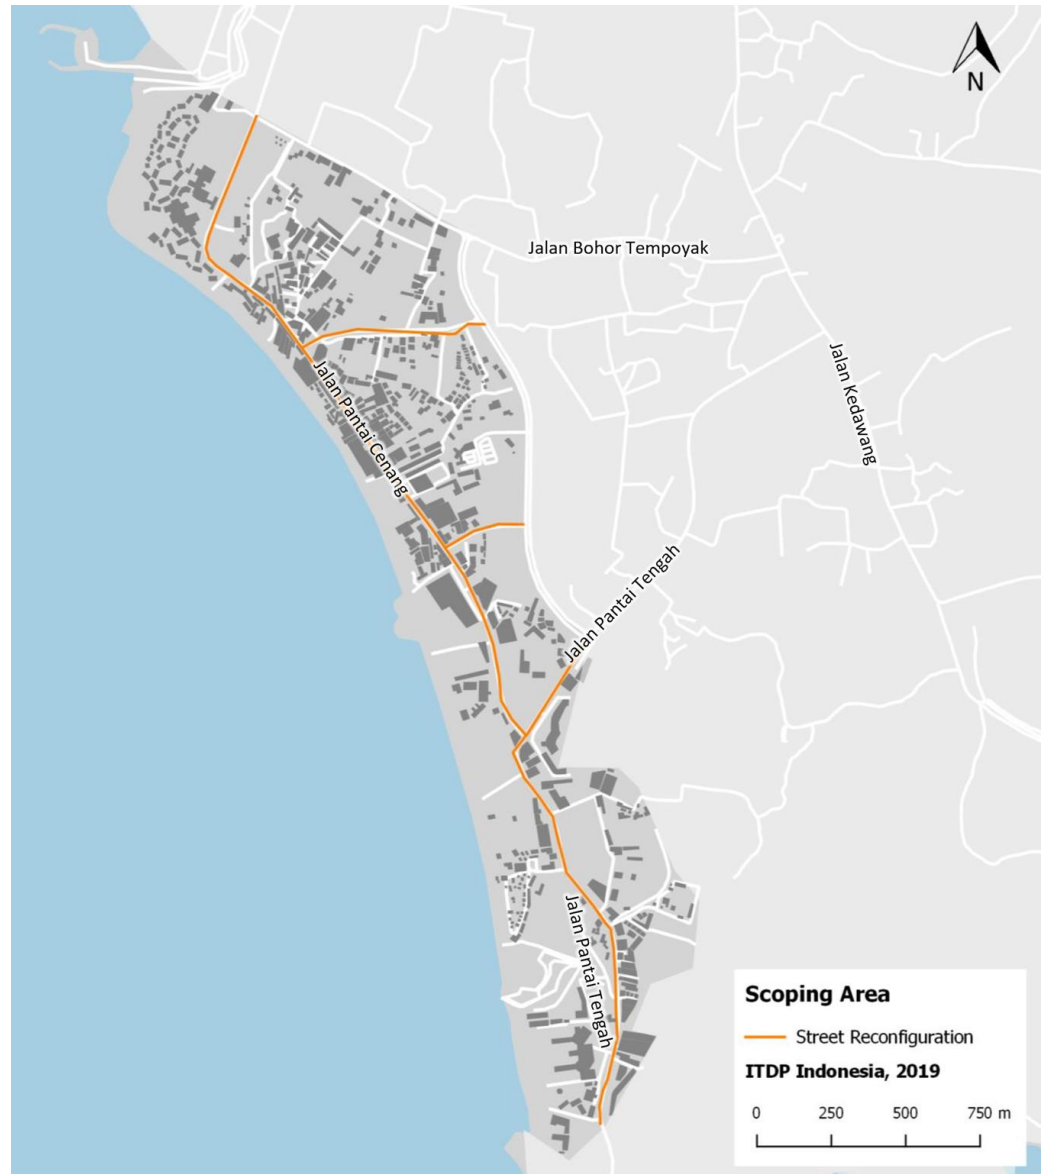 N
Jalan Bohor Tempoyak
Jalan Kedawang
Jalan Pantai Cenang
Jalan Pantai Tengah
Jalan Pantai Tengah
Scoping Area
Street Reconfiguration
ITDP Indonesia, 2019
0 250 500 750 m